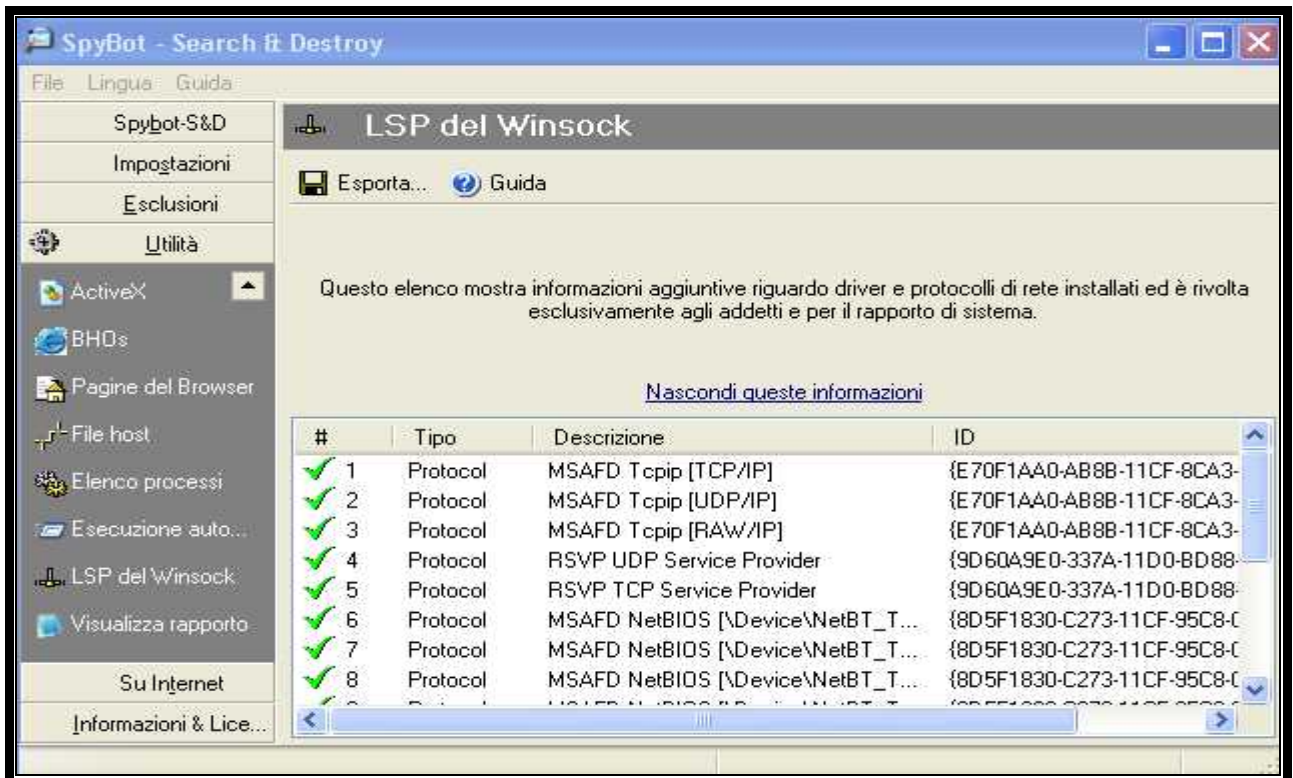 SpyBot - Search & Destroy
File Lingua Guida
Spybot-S&D
Impostazioni
Esclusioni
Utilità
ActiveX
BHOs
Pagine del Browser
File host
Elenco processi
Esecuzione auto...
LSP del Winsock
Visualizza rapporto
Su Internet
Informazioni & Lice...
LSP del Winsock
Esporta... Guida
Questo elenco mostra informazioni aggiuntive riguardo driver e protocolli di rete installati ed è rivolta
esclusivamente agli addetti e per il rapporto di sistema.
Nascondi queste informazioni
# Tipo Descrizione ID
1 Protocol MSAFD Tcpip [TCP/IP] {E70F1AA0-AB8B-11CF-8CA3-
2 Protocol MSAFD Tcpip [UDP/IP] {E70F1AA0-AB8B-11CF-8CA3-
3 Protocol MSAFD Tcpip [RAW/IP] {E70F1AA0-AB8B-11CF-8CA3-
4 Protocol RSVP UDP Service Provider {9D60A9E0-337A-11D0-BD88-
5 Protocol RSVP TCP Service Provider {9D60A9E0-337A-11D0-BD88-
6 Protocol MSAFD NetBIOS [\Device\NetBT_T... {8D5F1830-C273-11CF-95C8-
7 Protocol MSAFD NetBIOS [\Device\NetBT_T... {8D5F1830-C273-11CF-95C8-
8 Protocol MSAFD NetBIOS [\Device\NetBT_T... {8D5F1830-C273-11CF-95C8-